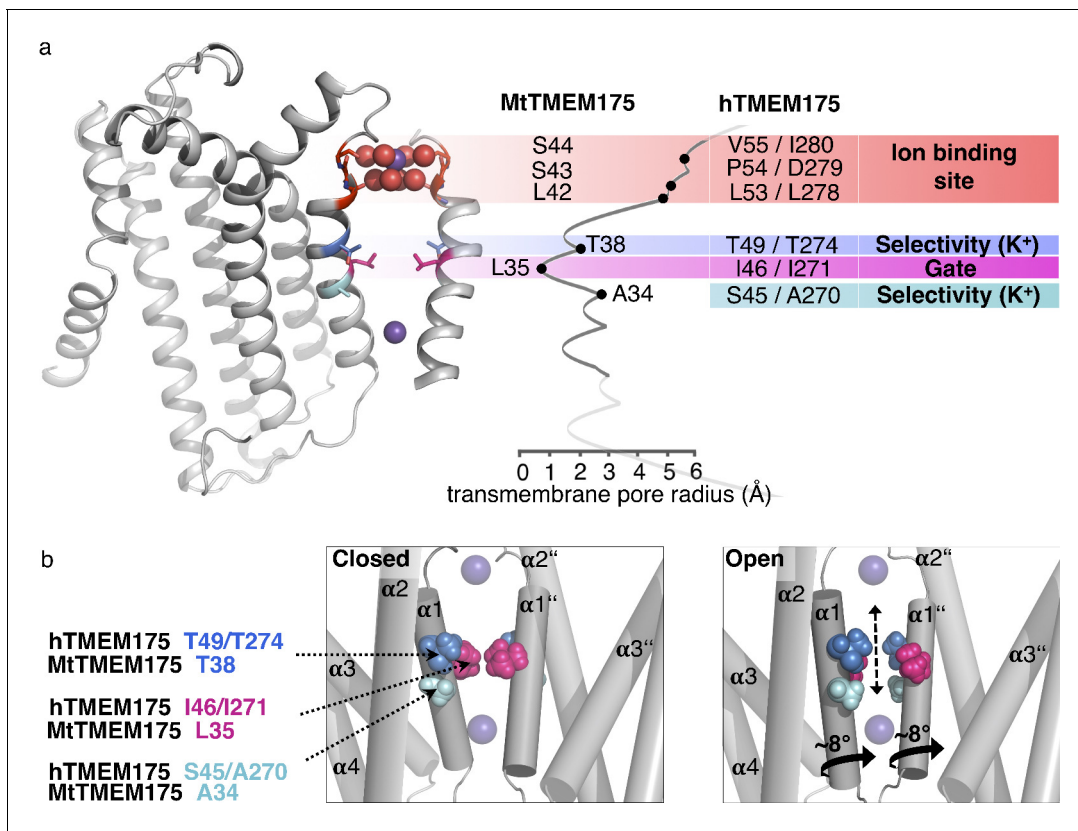 a
MtTMEM175 hTMEM175
S44 V55 / I280
S43 P54 / D279
L42 L53 / L278
Ion binding
site
T38 T49 / T274 Selectivity (K⁺)
L35 I46 / I271 Gate
A34 S45 / A270 Selectivity (K⁺)
0 1 2 3 4 5 6
transmembrane pore radius (Å)
b
hTMEM175 T49/T274
MtTMEM175 T38
hTMEM175 I46/I271
MtTMEM175 L35
hTMEM175 S45/A270
MtTMEM175 A34
Closed
α2“
α2
α1 α1“
α3“
α3
α4
Open
α2“
α2
α1 α1“
α3“
α3
~8° ~8°
α4